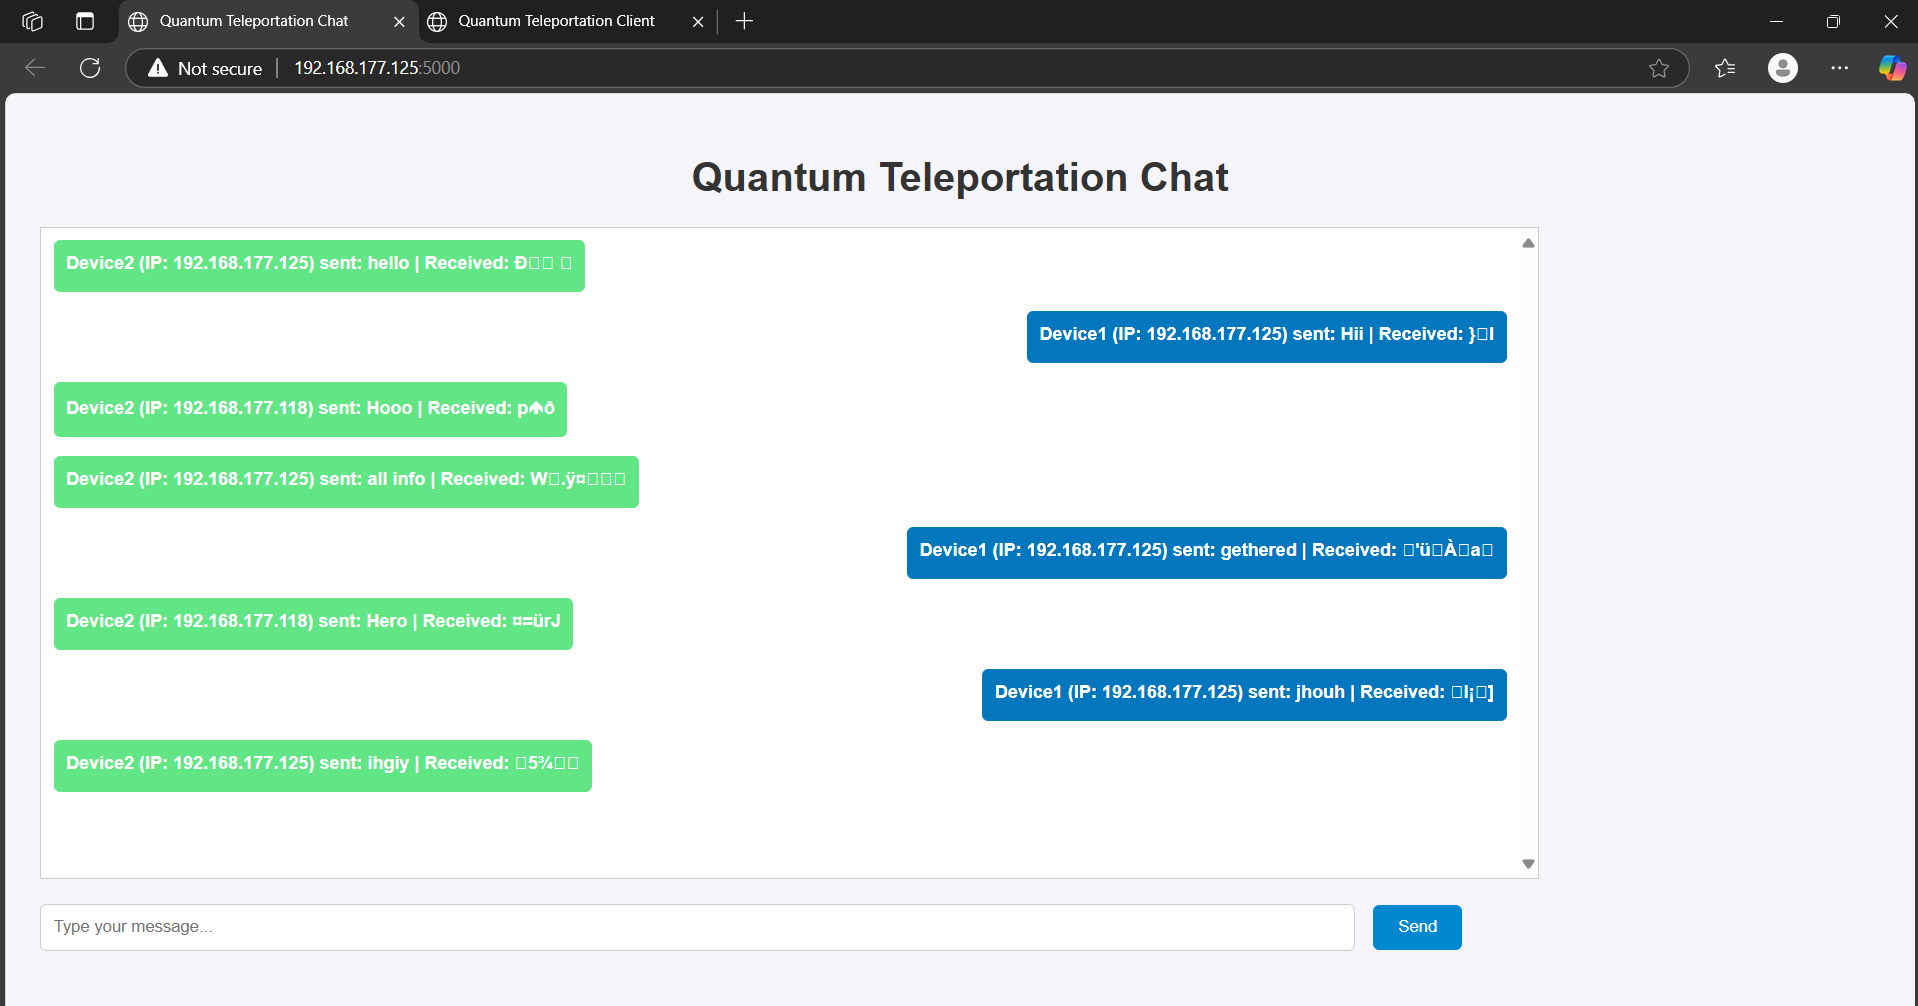 Quantum Teleportation Chat
Quantum Teleportation Client
Not secure
192.168.177.125:5000
Quantum Teleportation Chat
Device2 (IP: 192.168.177.125) sent: hello | Received: Ð□□ □
Device1 (IP: 192.168.177.125) sent: Hii | Received: }□I
Device2 (IP: 192.168.177.118) sent: Hooo | Received: p♠ð
Device2 (IP: 192.168.177.125) sent: all info | Received: W□.ÿ¤□□□
Device1 (IP: 192.168.177.125) sent: gethered | Received: □'ü□À□a□
Device2 (IP: 192.168.177.118) sent: Hero | Received: ¤=ürJ
Device1 (IP: 192.168.177.125) sent: jhouh | Received: □I¡□]
Device2 (IP: 192.168.177.125) sent: ihgiy | Received: □5¾□□
Type your message...
Send